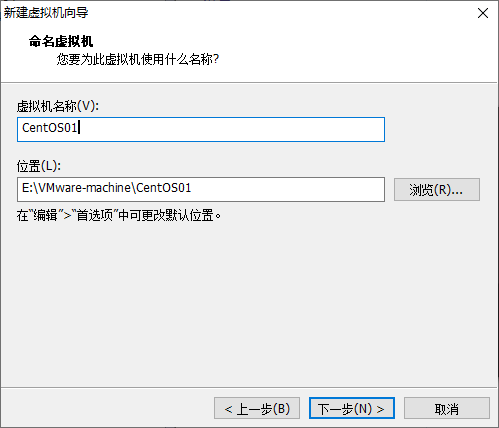 新建虚拟机向导
命名虚拟机
您要为此虚拟机使用什么名称?
虚拟机名称(V):
CentOS01
位置(L):
E:\VMware-machine\CentOS01
浏览(R)...
在“编辑”>“首选项”中可更改默认位置。
< 上一步(B)
下一步(N) >
取消